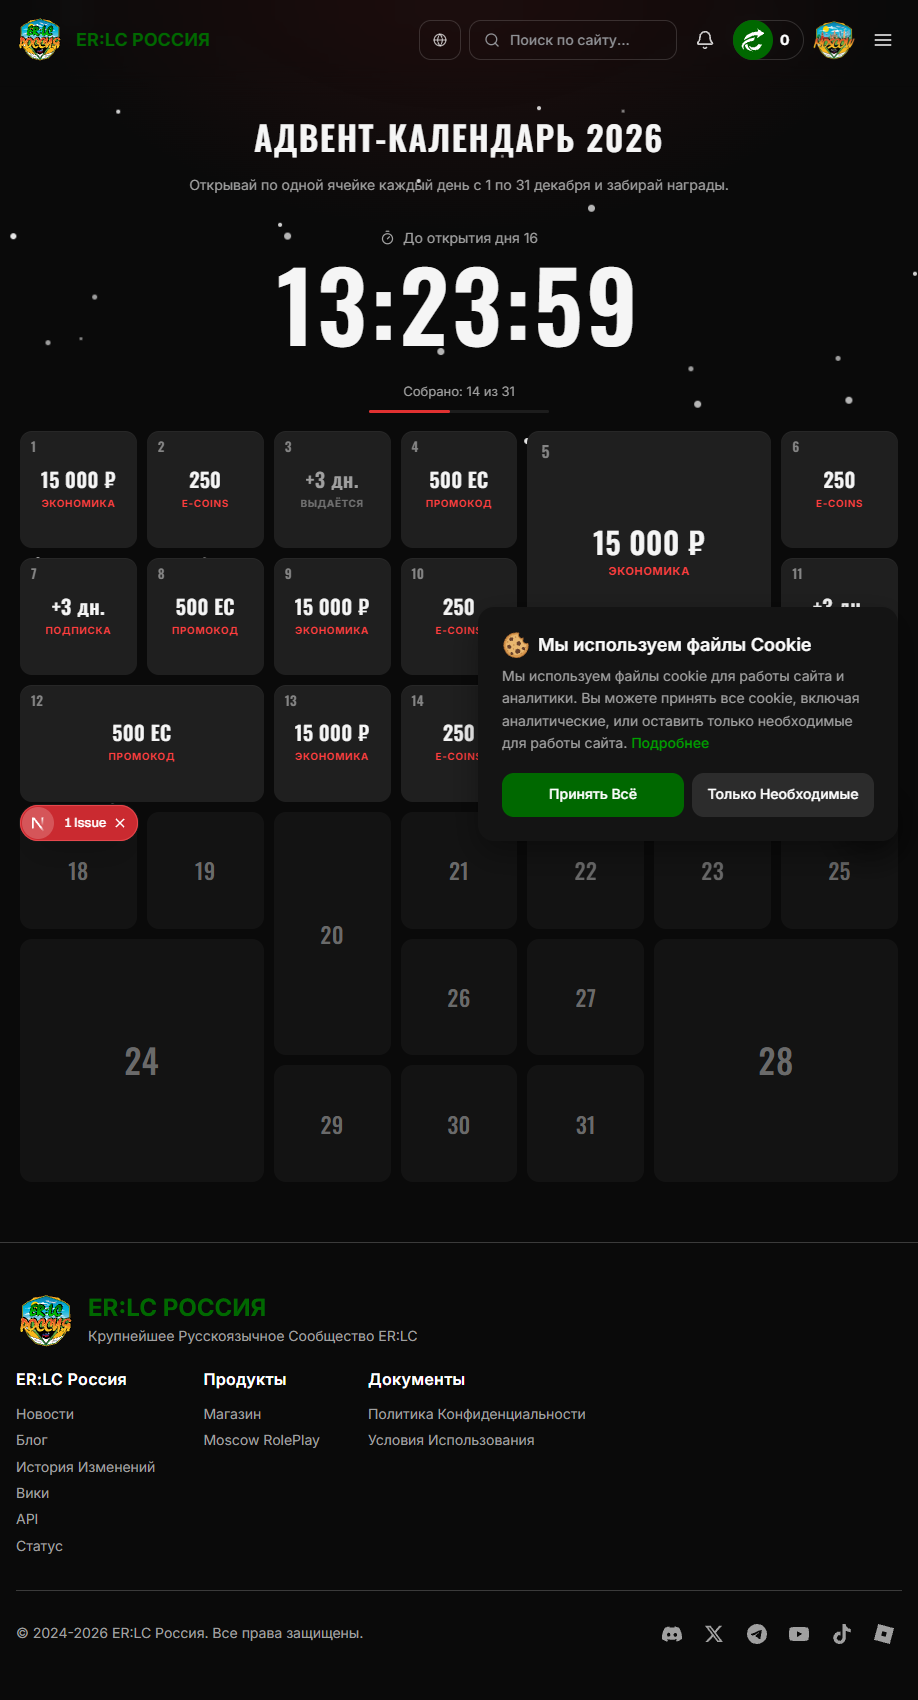 ER:LC РОССИЯ
Поиск по сайту...
0
АДВЕНТ-КАЛЕНДАРЬ 2026
Открывай по одной ячейке каждый день с 1 по 31 декабря и забирай награды.
До открытия дня 16
13:23:59
Собрано: 14 из 31
1
15 000 ₽
ЭКОНОМИКА
2
250
E-COINS
3
+3 дн.
ВЫДАЁТСЯ
4
500 EC
ПРОМОКОД
5
15 000 ₽
ЭКОНОМИКА
6
250
E-COINS
7
+3 дн.
ПОДПИСКА
8
500 EC
ПРОМОКОД
9
15 000 ₽
ЭКОНОМИКА
10
250
E-COINS
11
+3 дн.
12
500 EC
ПРОМОКОД
13
15 000 ₽
ЭКОНОМИКА
14
250
E-COINS
🍪 Мы используем файлы Cookie
Мы используем файлы cookie для работы сайта и
аналитики. Вы можете принять все cookie, включая
аналитические, или оставить только необходимые
для работы сайта. Подробнее
Принять Всё
Только Необходимые
N 1 Issue
18
19
20
21
22
23
25
24
26
27
28
29
30
31
ER:LC РОССИЯ
Крупнейшее Русскоязычное Сообщество ER:LC
ER:LC Россия
Новости
Блог
История Изменений
Вики
API
Статус
Продукты
Магазин
Moscow RolePlay
Документы
Политика Конфиденциальности
Условия Использования
© 2024-2026 ER:LC Россия. Все права защищены.